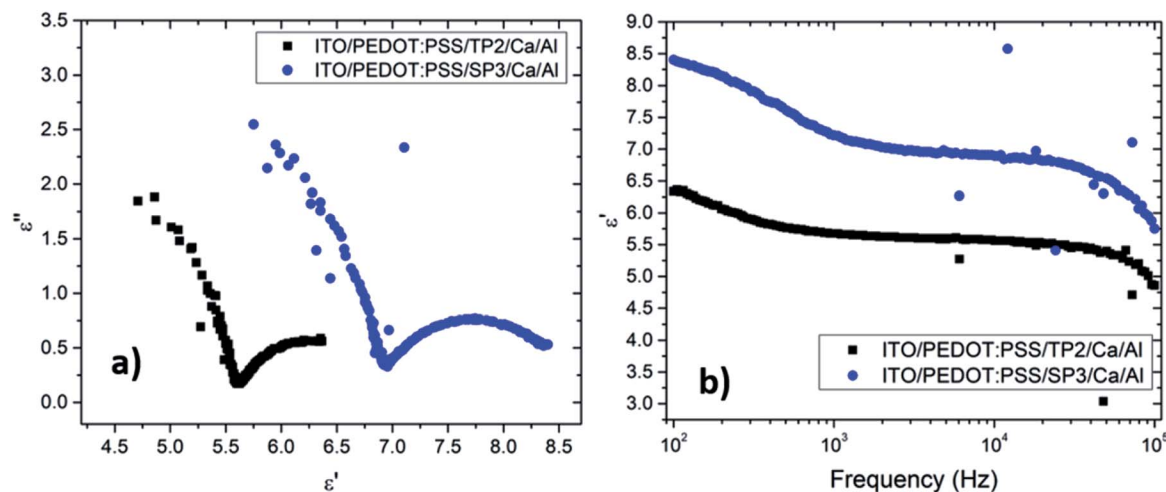 ITO/PEDOT:PSS/TP2/Ca/Al
ITO/PEDOT:PSS/SP3/Ca/Al
3.0
2.5
2.0
1.5
1.0
0.5
0.0
ε''
a)
4.5 5.0 5.5 6.0 6.5 7.0 7.5 8.0 8.5
ε'
9.0
8.5
8.0
7.5
7.0
6.5
6.0
5.5
5.0
4.5
4.0
3.5
3.0
ε'
b)
ITO/PEDOT:PSS/TP2/Ca/Al
ITO/PEDOT:PSS/SP3/Ca/Al
10² 10³ 10⁴ 10⁵
Frequency (Hz)